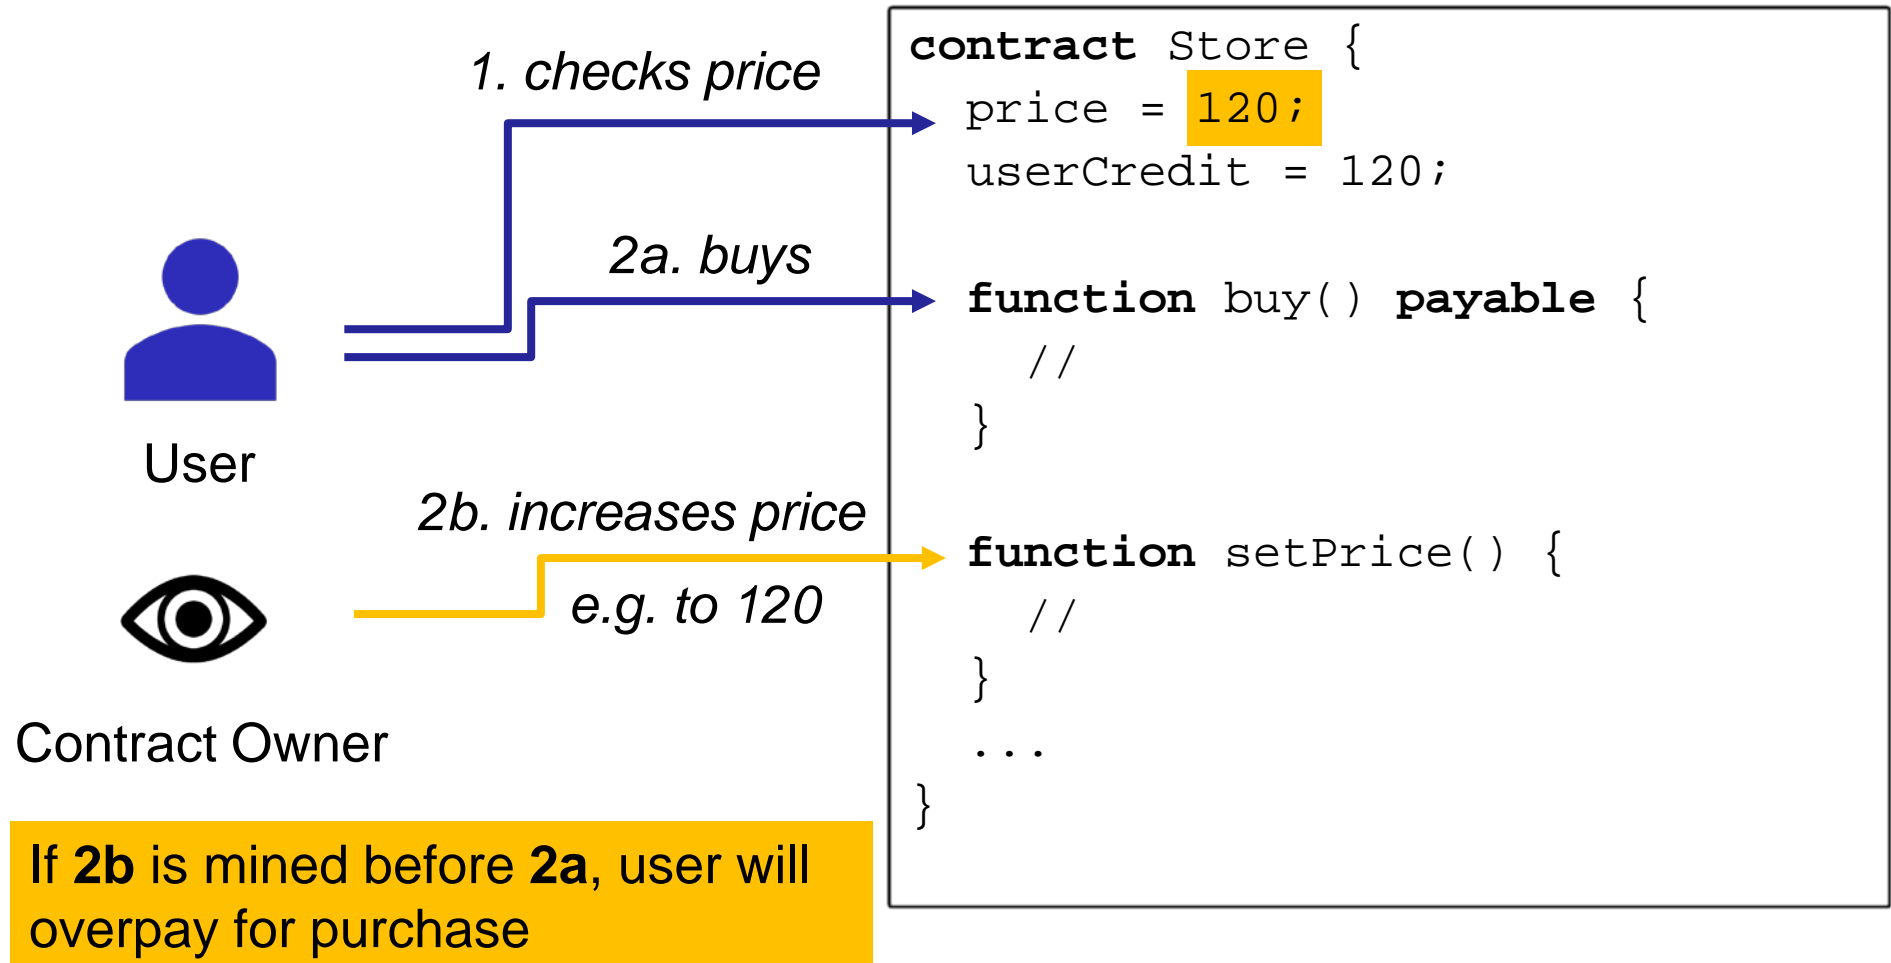 1. checks price
2a. buys
User
2b. increases price
e.g. to 120
Contract Owner
If 2b is mined before 2a, user will
overpay for purchase
contract Store {
price = 120;
userCredit = 120;
function buy() payable {
//
}
function setPrice() {
//
}
...
}